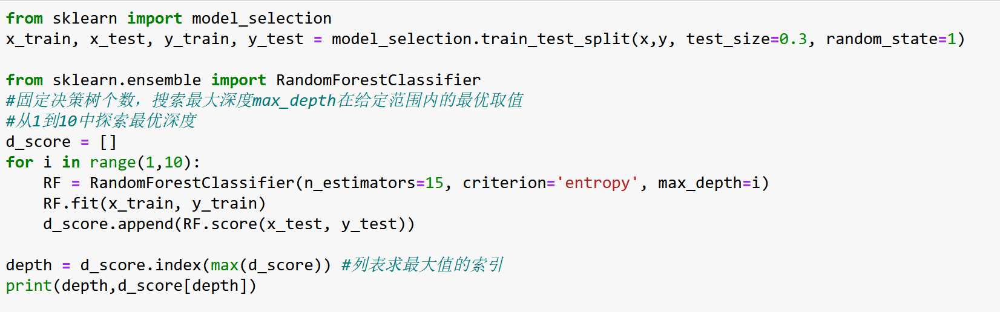 from sklearn import model_selection
x_train, x_test, y_train, y_test = model_selection.train_test_split(x,y, test_size=0.3, random_state=1)
from sklearn.ensemble import RandomForestClassifier
#固定决策树个数，搜索最大深度max_depth在给定范围内的最优取值
#从1到10中探索最优深度
d_score = []
for i in range(1,10):
    RF = RandomForestClassifier(n_estimators=15, criterion='entropy', max_depth=i)
    RF.fit(x_train, y_train)
    d_score.append(RF.score(x_test, y_test))
depth = d_score.index(max(d_score)) #列表求最大值的索引
print(depth,d_score[depth])